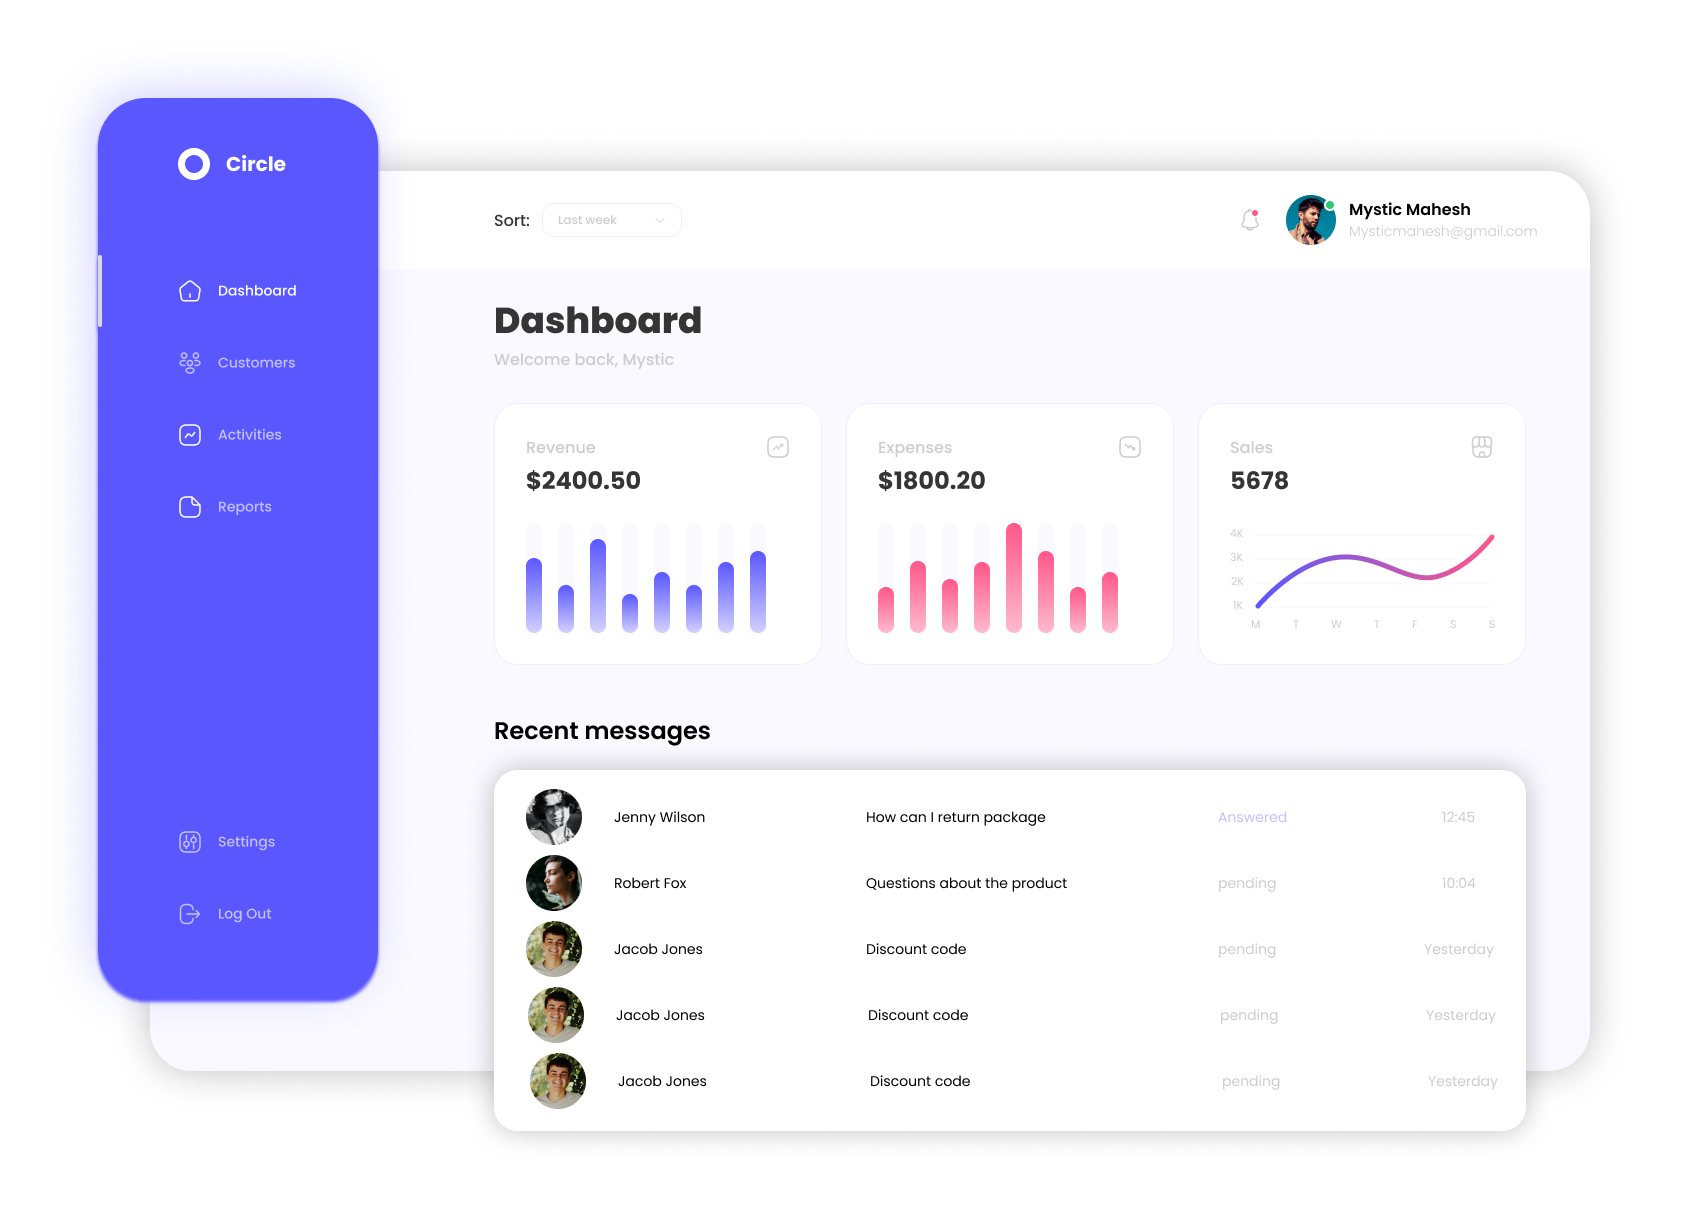 Circle
Dashboard
Customers
Activities
Reports
Settings
Log Out
Sort: Last week
Mystic Mahesh
Mysticmahesh@gmail.com
Dashboard
Welcome back, Mystic
Revenue
$2400.50
Expenses
$1800.20
Sales
5678
4K
3K
2K
1K
M T W T F S S
Recent messages
Jenny Wilson How can I return package Answered 12:45
Robert Fox Questions about the product pending 10:04
Jacob Jones Discount code pending Yesterday
Jacob Jones Discount code pending Yesterday
Jacob Jones Discount code pending Yesterday